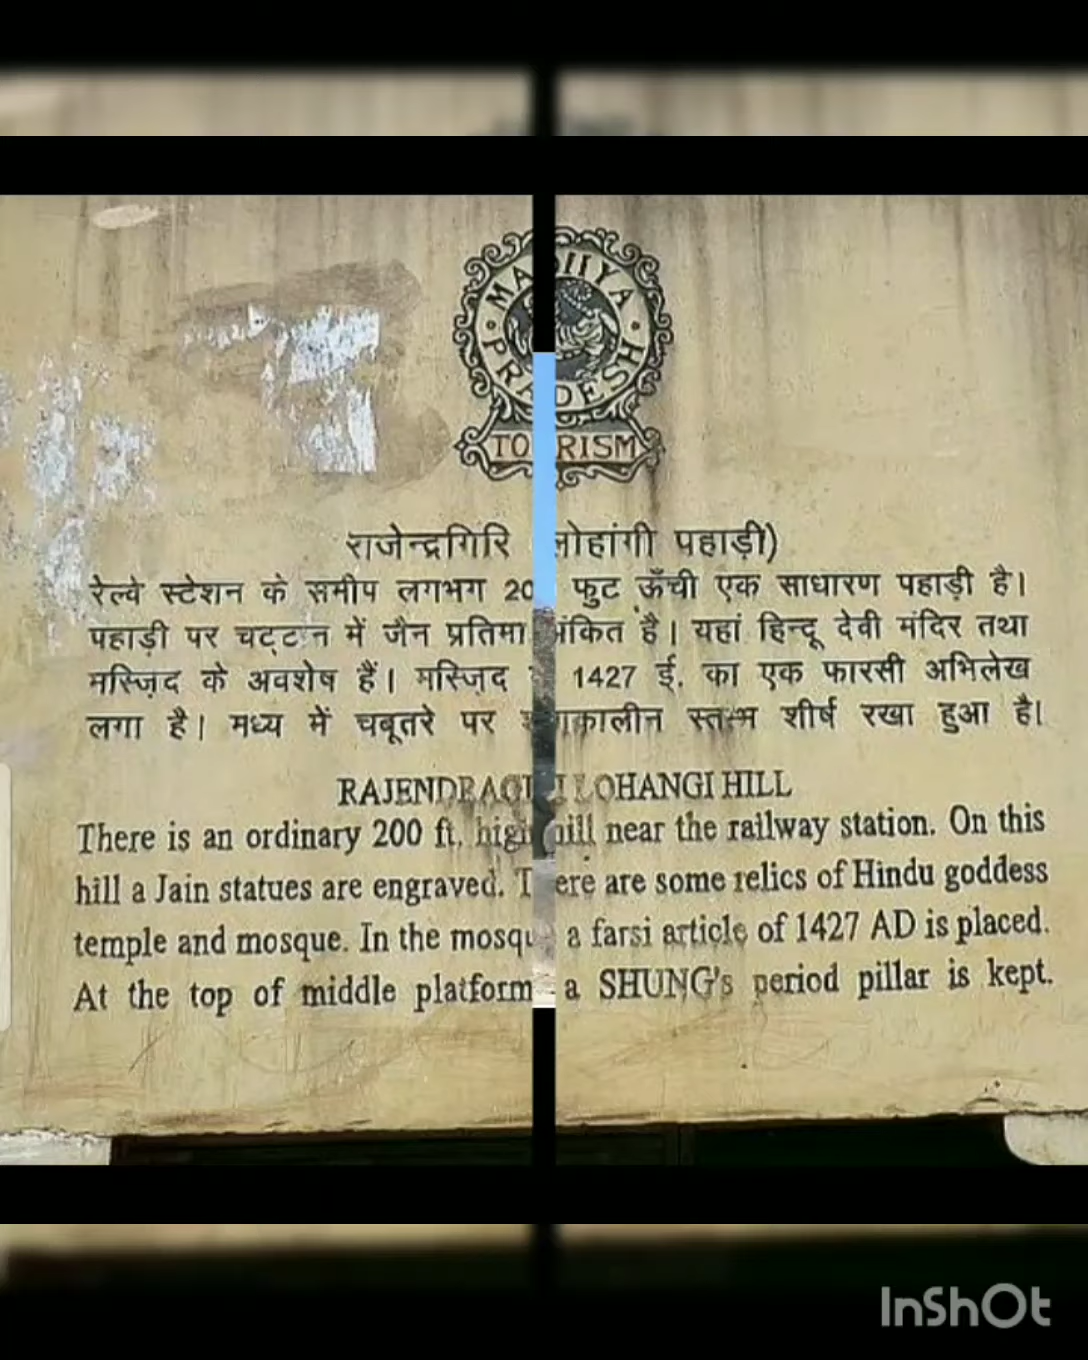 MADHYA PRADESH
TOURISM
राजेन्द्रगिरि लोहांगी पहाड़ी)
रेल्वे स्टेशन के समीप लगभग 20 फुट ऊँची एक साधारण पहाड़ी है।
पहाड़ी पर चट्टान में जैन प्रतिमा अंकित है। यहां हिन्दू देवी मंदिर तथा
मस्ज़िद के अवशेष हैं। मस्ज़िद 1427 ई. का एक फारसी अभिलेख
लगा है। मध्य में चबूतरे पर स्तम्भ शीर्ष रखा हुआ है।
RAJENDRAGIRI LOHANGI HILL
There is an ordinary 200 ft. high hill near the railway station. On this
hill a Jain statues are engraved. There are some relics of Hindu goddess
temple and mosque. In the mosque a farsi article of 1427 AD is placed.
At the top of middle platform a SHUNG's period pillar is kept.
InShOt